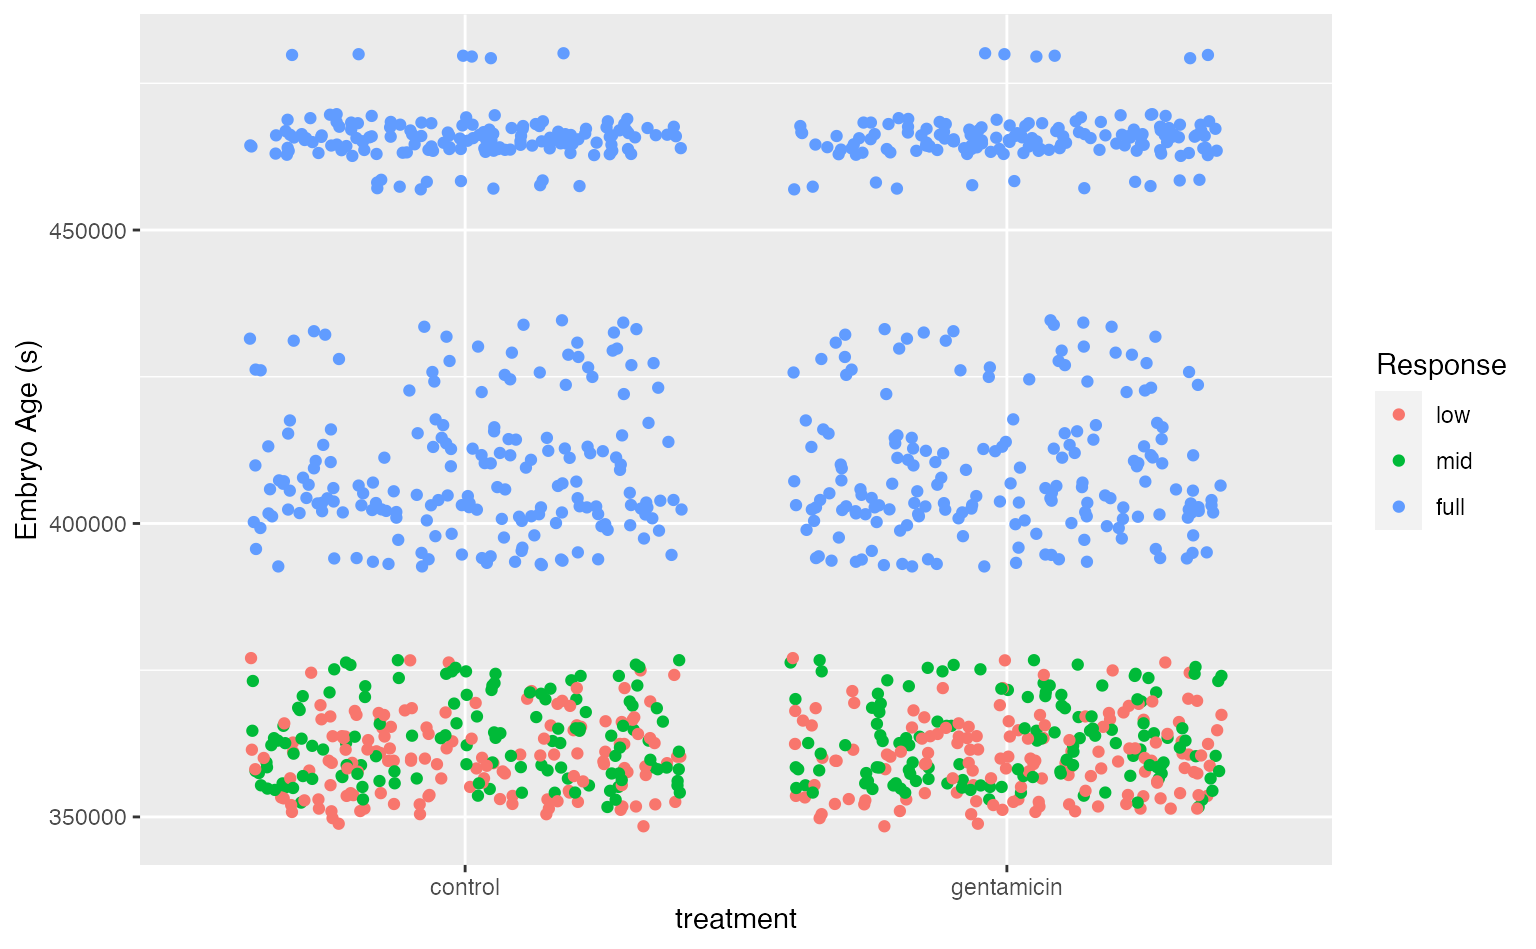 450000
400000
350000
Embryo Age (s)
control
gentamicin
treatment
Response
low
mid
full